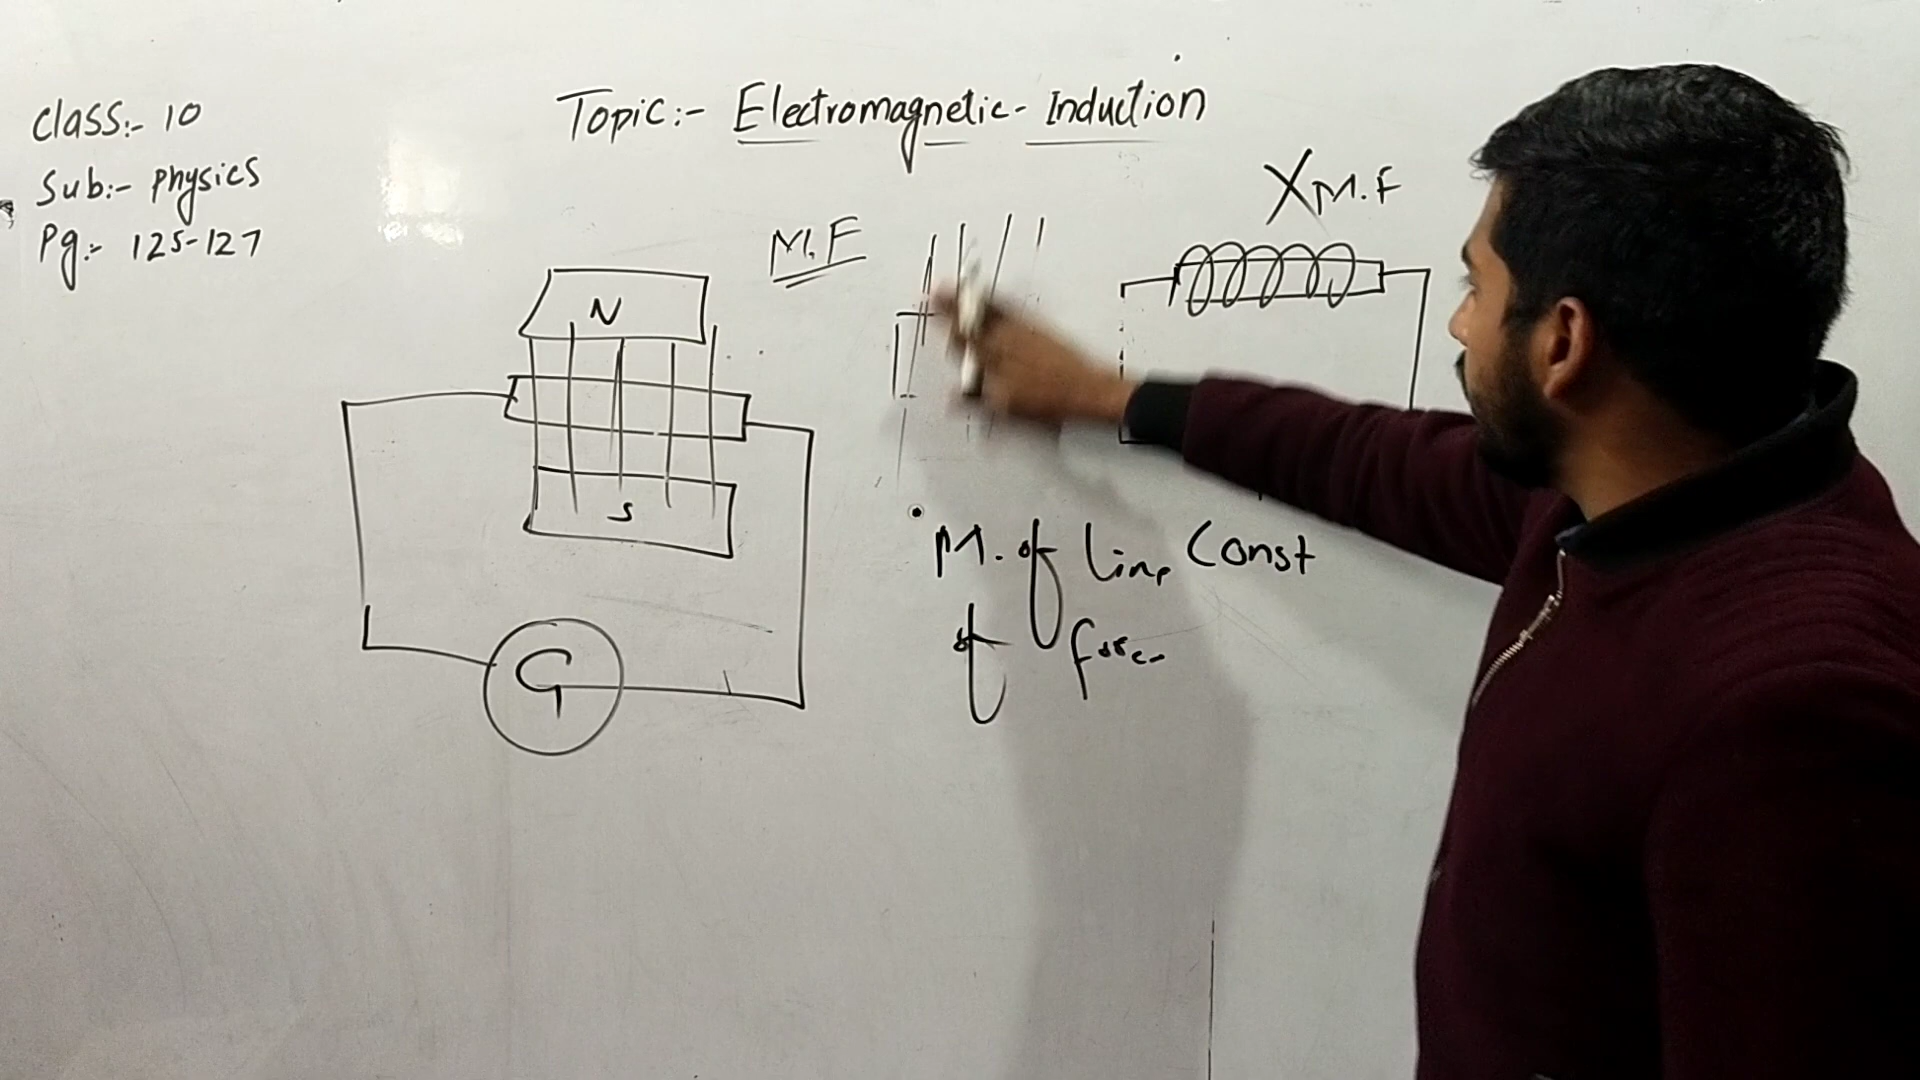 Class:- 10
Sub:- Physics
Pg:- 125-127
Topic:- Electromagnetic-Induction
M.F
X M.F
N
S
G
M. of line Const
of force